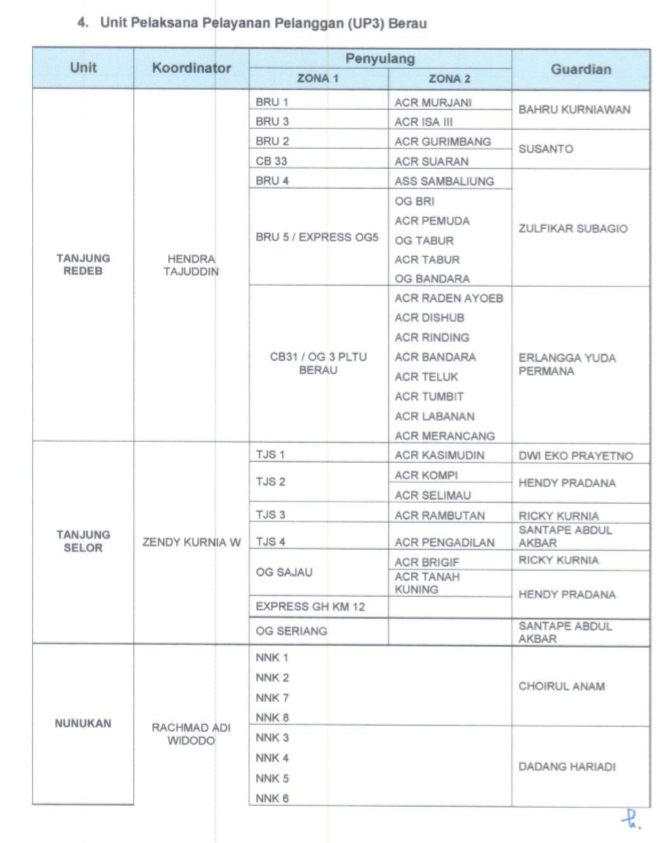 4. Unit Pelaksana Pelayanan Pelanggan (UP3) Berau
Unit
Koordinator
Penyulang
Guardian
ZONA 1
ZONA 2
TANJUNG
REDEB
HENDRA
TAJUDDIN
BRU 1
ACR MURJANI
BAHRU KURNIAWAN
BRU 3
ACR ISA III
BRU 2
ACR GURIMBANG
SUSANTO
CB 33
ACR SUARAN
BRU 4
ASS SAMBALIUNG
ZULFIKAR SUBAGIO
BRU 5 / EXPRESS OG5
OG BRI
ACR PEMUDA
OG TABUR
ACR TABUR
OG BANDARA
CB31 / OG 3 PLTU
BERAU
ACR RADEN AYOEB
ACR DISHUB
ACR RINDING
ACR BANDARA
ACR TELUK
ACR TUMBIT
ACR LABANAN
ACR MERANCANG
ERLANGGA YUDA
PERMANA
TANJUNG
SELOR
ZENDY KURNIA W
TJS 1
ACR KASIMUDIN
DWI EKO PRAYETNO
TJS 2
ACR KOMPI
ACR SELIMAU
HENDY PRADANA
TJS 3
ACR RAMBUTAN
RICKY KURNIA
TJS 4
ACR PENGADILAN
SANTAPE ABDUL
AKBAR
OG SAJAU
ACR BRIGIF
RICKY KURNIA
ACR TANAH
KUNING
HENDY PRADANA
EXPRESS GH KM 12
OG SERIANG
SANTAPE ABDUL
AKBAR
NUNUKAN
RACHMAD ADI
WIDODO
NNK 1
NNK 2
NNK 7
NNK 8
CHOIRUL ANAM
NNK 3
NNK 4
NNK 5
NNK 6
DADANG HARIADI